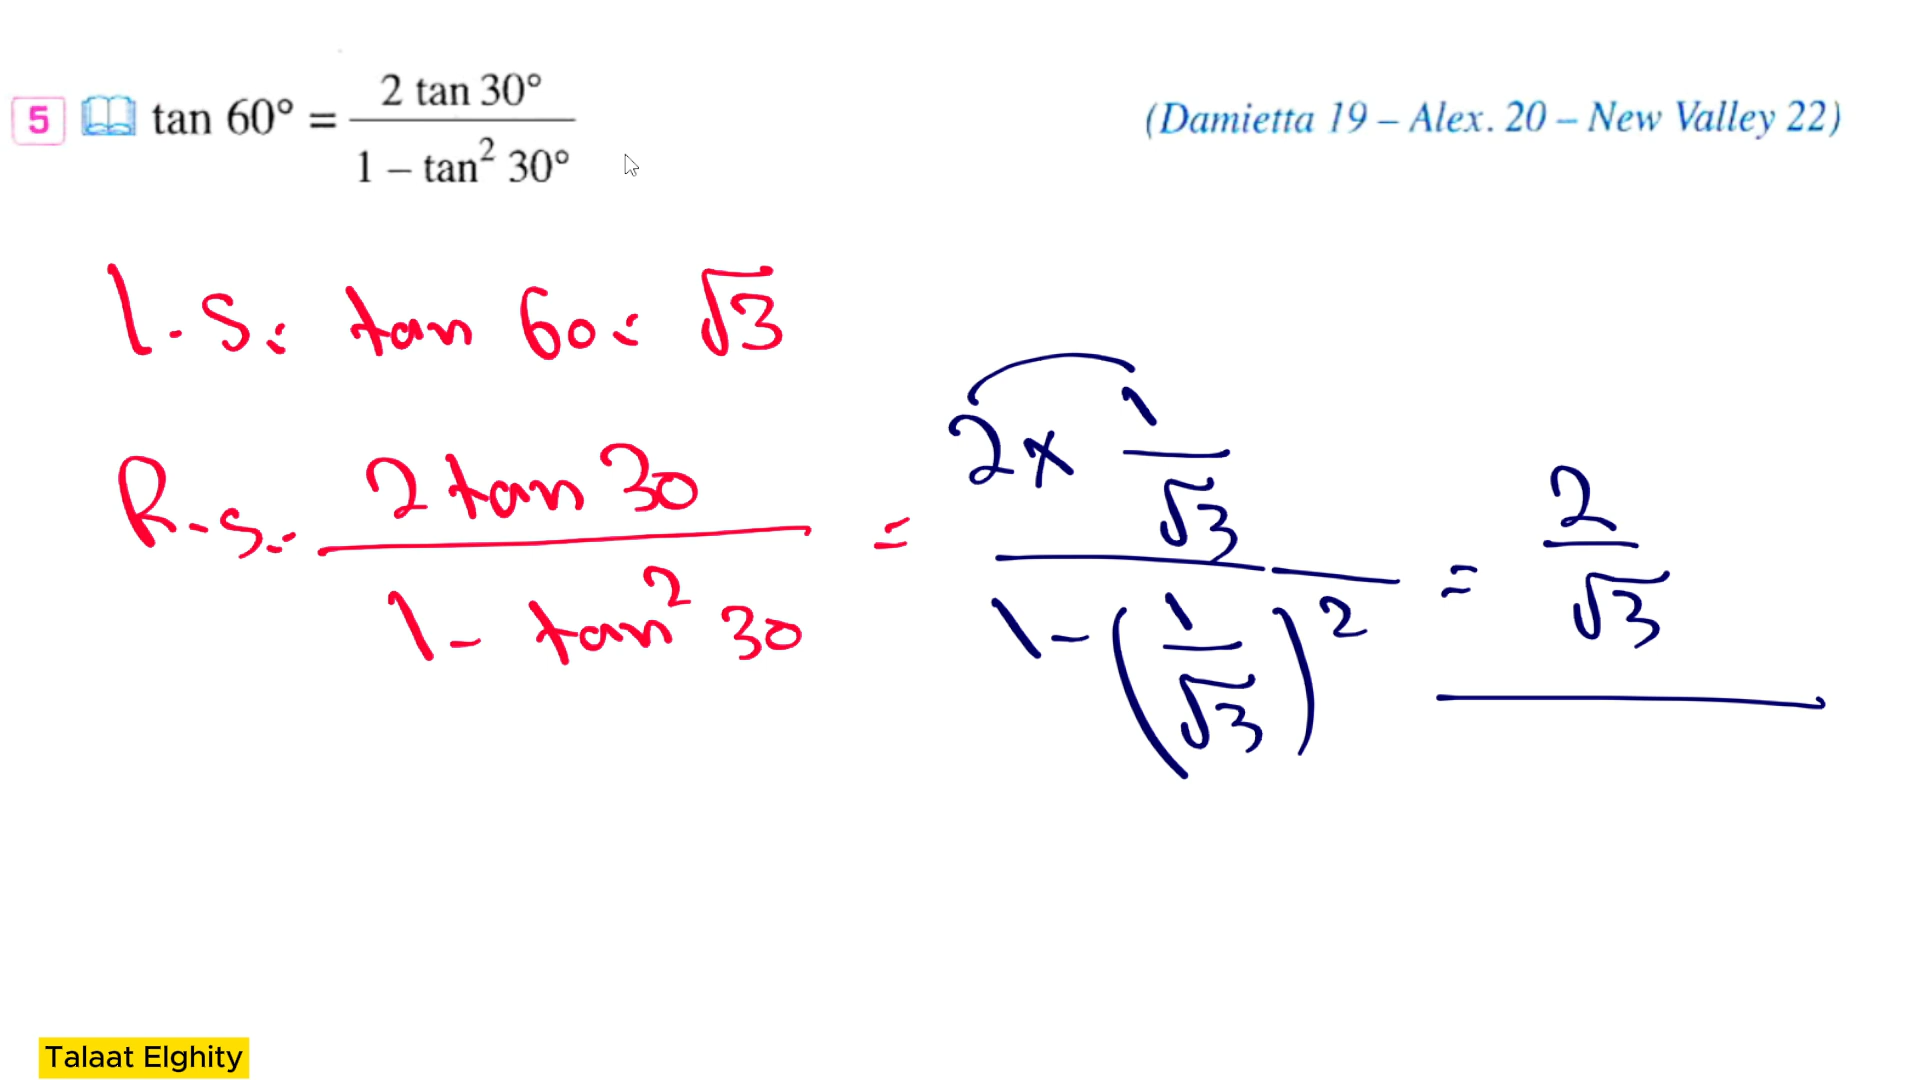 5 tan 60° = 2 tan 30° / 1 – tan² 30° (Damietta 19 – Alex. 20 – New Valley 22)
L.S = tan 60 = √3
R.S = 2 tan 30 / 1 - tan² 30 = 2 × 1/√3 / 1 - (1/√3)² = 2/√3
Talaat Elghity